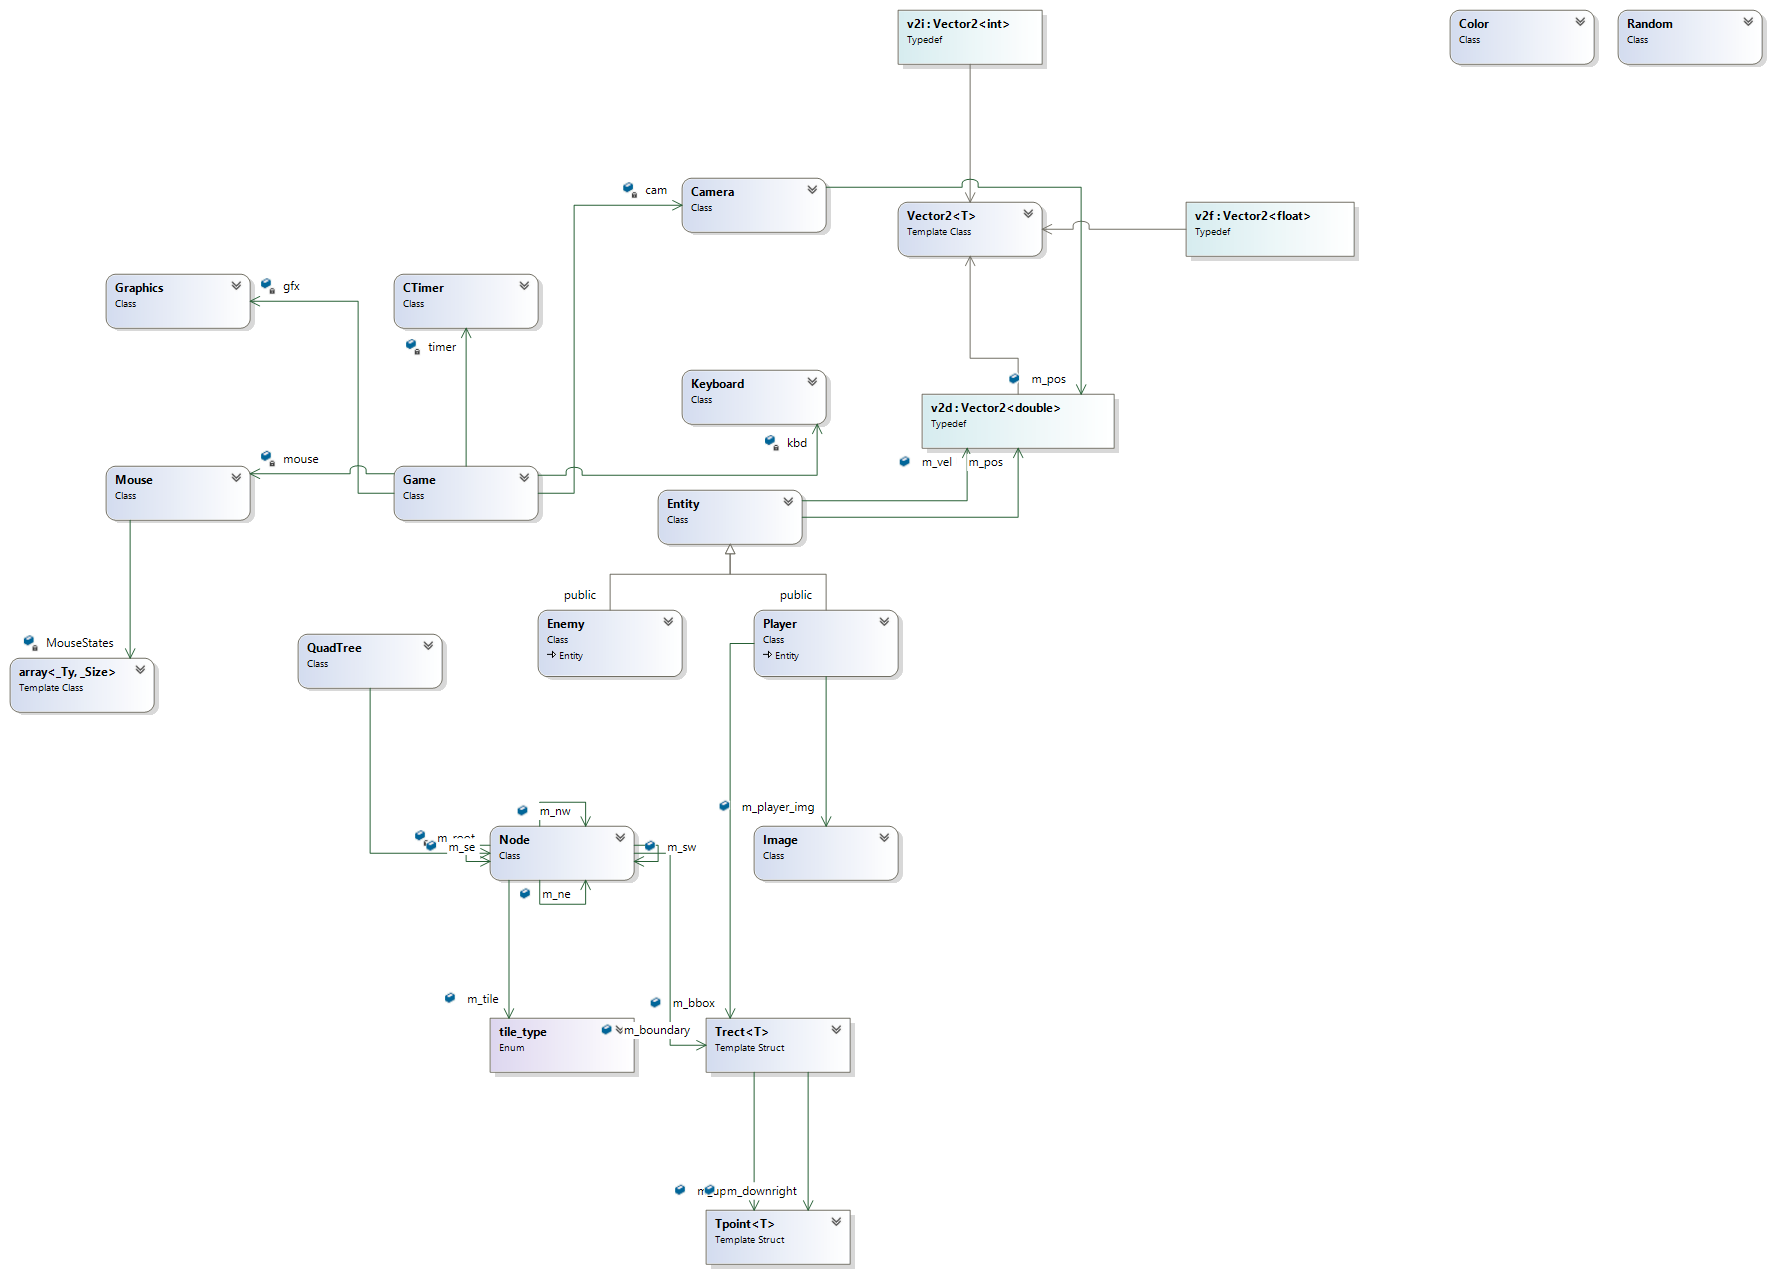 v2i : Vector2<int>
Typedef
Color
Class
Random
Class
cam
Camera
Class
Vector2<T>
Template Class
v2f : Vector2<float>
Typedef
Graphics
Class
gfx
CTimer
Class
timer
Keyboard
Class
kbd
m_pos
v2d : Vector2<double>
Typedef
m_vel
m_pos
mouse
Mouse
Class
Game
Class
Entity
Class
public
public
Enemy
Class
Entity
Player
Class
Entity
MouseStates
array<_Ty, _Size>
Template Class
QuadTree
Class
m_nw
m_player_img
m_root
m_se
Node
Class
m_sw
Image
Class
m_ne
m_tile
m_bbox
tile_type
Enum
m_boundary
Trect<T>
Template Struct
m_downright
Tpoint<T>
Template Struct